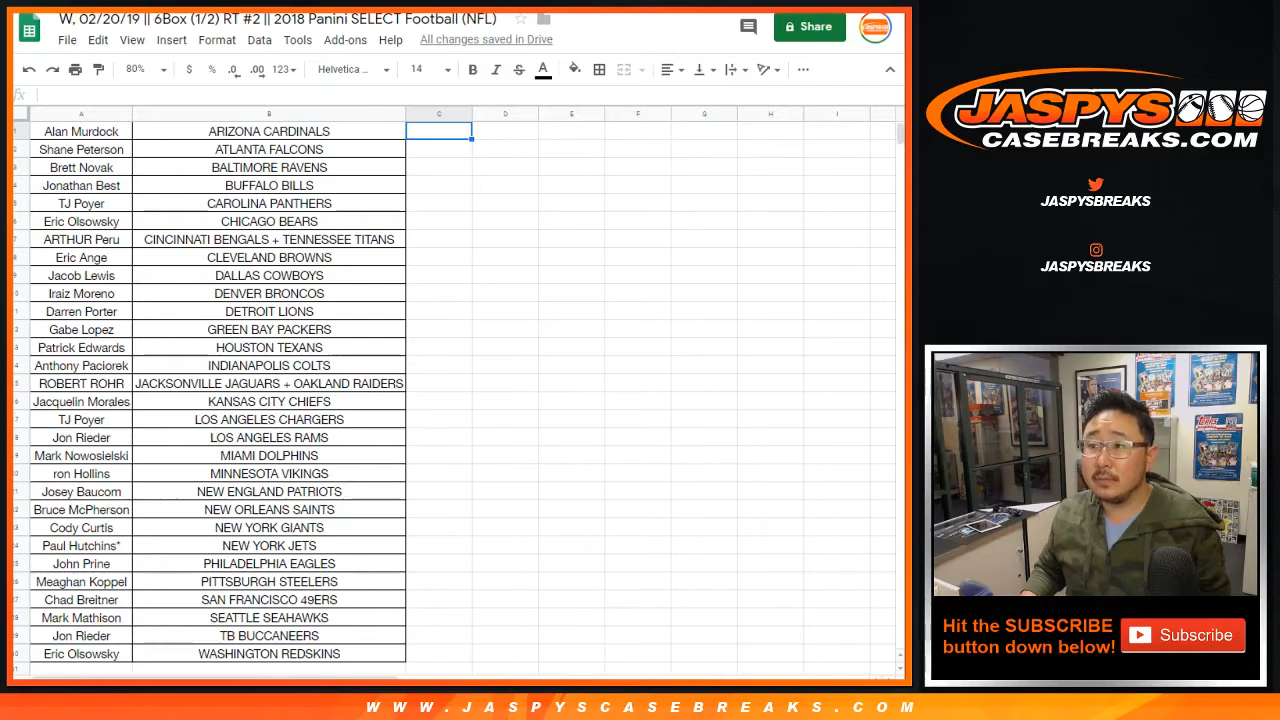 W, 02/20/19 || 6Box (1/2) RT #2 || 2018 Panini SELECT Football (NFL)
File Edit View Insert Format Data Tools Add-ons Help All changes saved in Drive
Share
80% $ % .0 .00 123 Helvetica ... 14 B I S A
fx
A B C D E F G H I
Alan Murdock ARIZONA CARDINALS
Shane Peterson ATLANTA FALCONS
Brett Novak BALTIMORE RAVENS
Jonathan Best BUFFALO BILLS
TJ Poyer CAROLINA PANTHERS
Eric Olsowsky CHICAGO BEARS
ARTHUR Peru CINCINNATI BENGALS + TENNESSEE TITANS
Eric Ange CLEVELAND BROWNS
Jacob Lewis DALLAS COWBOYS
Iraiz Moreno DENVER BRONCOS
Darren Porter DETROIT LIONS
Gabe Lopez GREEN BAY PACKERS
Patrick Edwards HOUSTON TEXANS
Anthony Paciorek INDIANAPOLIS COLTS
ROBERT ROHR JACKSONVILLE JAGUARS + OAKLAND RAIDERS
Jacquelin Morales KANSAS CITY CHIEFS
TJ Poyer LOS ANGELES CHARGERS
Jon Rieder LOS ANGELES RAMS
Mark Nowosielski MIAMI DOLPHINS
ron Hollins MINNESOTA VIKINGS
Josey Baucom NEW ENGLAND PATRIOTS
Bruce McPherson NEW ORLEANS SAINTS
Cody Curtis NEW YORK GIANTS
Paul Hutchins* NEW YORK JETS
John Prine PHILADELPHIA EAGLES
Meaghan Koppel PITTSBURGH STEELERS
Chad Breitner SAN FRANCISCO 49ERS
Mark Mathison SEATTLE SEAHAWKS
Jon Rieder TB BUCCANEERS
Eric Olsowsky WASHINGTON REDSKINS
JASPYS
CASEBREAKS.COM
JASPYSBREAKS
JASPYSBREAKS
Hit the SUBSCRIBE
button down below!
Subscribe
WWW.JASPYSCASEBREAKS.COM